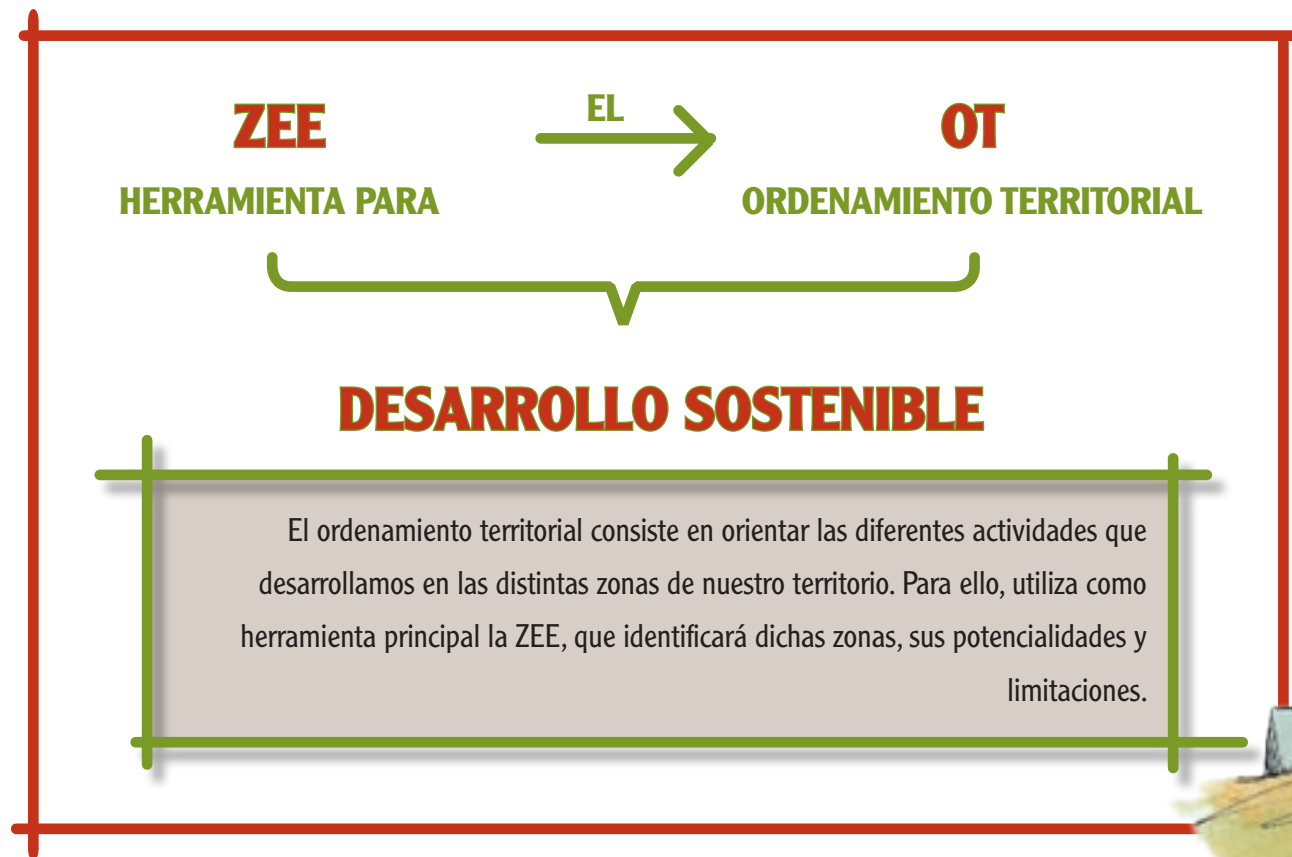 ZEE EL OT
HERRAMIENTA PARA ORDENAMIENTO TERRITORIAL
DESARROLLO SOSTENIBLE
El ordenamiento territorial consiste en orientar las diferentes actividades que
desarrollamos en las distintas zonas de nuestro territorio. Para ello, utiliza como
herramienta principal la ZEE, que identificará dichas zonas, sus potencialidades y
limitaciones.